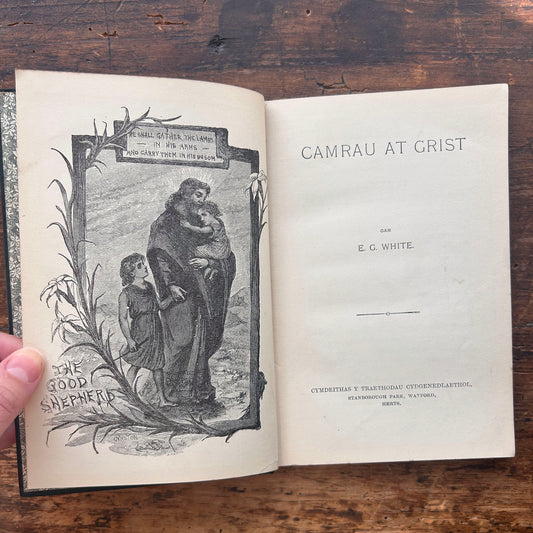 HE SHALL GATHER THE LAMBS
— IN HIS ARMS —
AND CARRY THEM IN HIS BOSOM
THE
GOOD
SHEPHERD
CAMRAU AT GRIST
GAN
E. G. WHITE.
CYMDEITHAS Y TRAETHODAU CYDGENEDLAETHOL,
STANBOROUGH PARK, WATFORD,
HERTS.